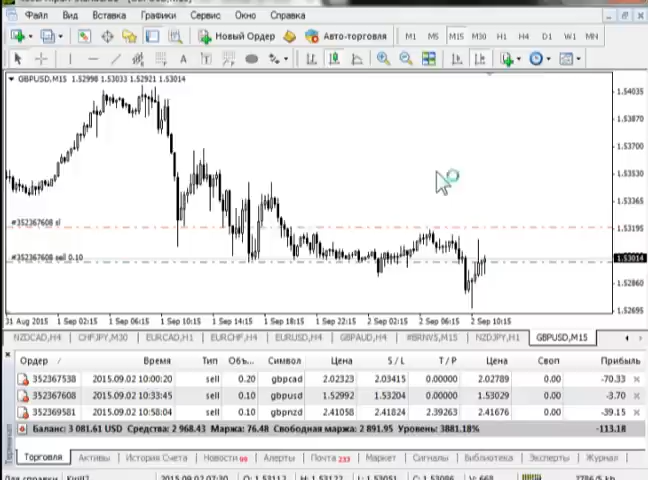 Файл Вид Вставка Графики Сервис Окно Справка
Новый Ордер Авто-торговля M1 M5 M15 M30 H1 H4 D1 W1 MN
GBPUSD,M15 1.52998 1.53033 1.52921 1.53014
1.54035
1.53870
1.53700
1.53530
1.53365
#352367608 sl
1.53195
#352367608 sell 0.10
1.53014
1.52860
1.52695
31 Aug 2015 1 Sep 02:15 1 Sep 06:15 1 Sep 10:15 1 Sep 14:15 1 Sep 18:15 1 Sep 22:15 2 Sep 02:15 2 Sep 06:15 2 Sep 10:15
NZDCAD,H4 CHFJPY,M30 EURCAD,H1 EURCHF,H4 EURUSD,H4 GBPAUD,H4 #BRNV5,M15 NZDJPY,H1 GBPUSD,M15
Ордер / Время Тип Объ... Символ Цена S / L T / P Цена Своп Прибыль
352367538 2015.09.02 10:00:20 sell 0.20 gbpcad 2.02323 2.03415 0.00000 2.02789 0.00 -70.33
352367608 2015.09.02 10:33:45 sell 0.10 gbpusd 1.52992 1.53204 0.00000 1.53029 0.00 -3.70
352369581 2015.09.02 10:58:04 sell 0.10 gbpnzd 2.41058 2.41824 2.39263 2.41676 0.00 -39.15
Баланс: 3 081.61 USD Средства: 2 968.43 Маржа: 76.48 Свободная маржа: 2 891.95 Уровень: 3881.18% -113.18
Терминал
Торговля Активы История Счета Новости Алерты Почта 233 Маркет Сигналы Библиотека Эксперты Журнал